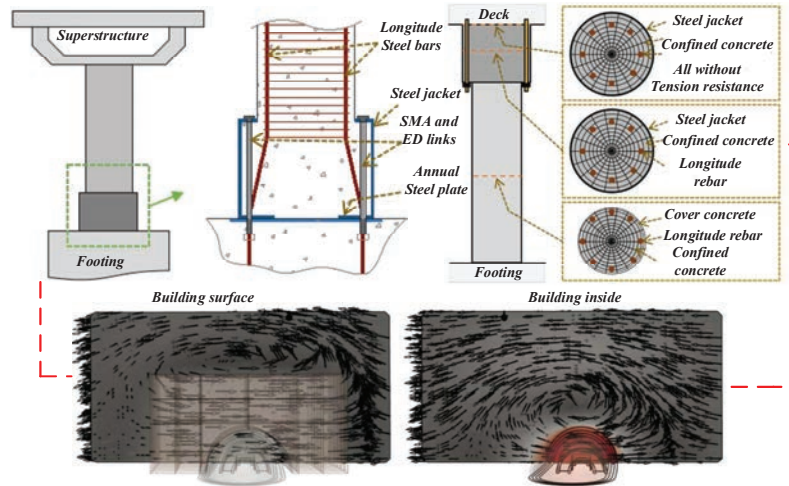 Superstructure
Footing
Longitude
Steel bars
Steel jacket
SMA and
ED links
Annual
Steel plate
Deck
Footing
Steel jacket
Confined concrete
All without
Tension resistance
Steel jacket
Confined concrete
Longitude
rebar
Cover concrete
Longitude rebar
Confined
concrete
Building surface
Building inside